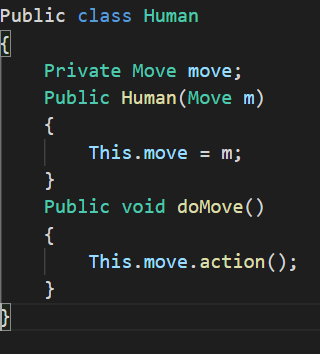 Public class Human
{
    Private Move move;
    Public Human(Move m)
    {
        This.move = m;
    }
    Public void doMove()
    {
        This.move.action();
    }
}